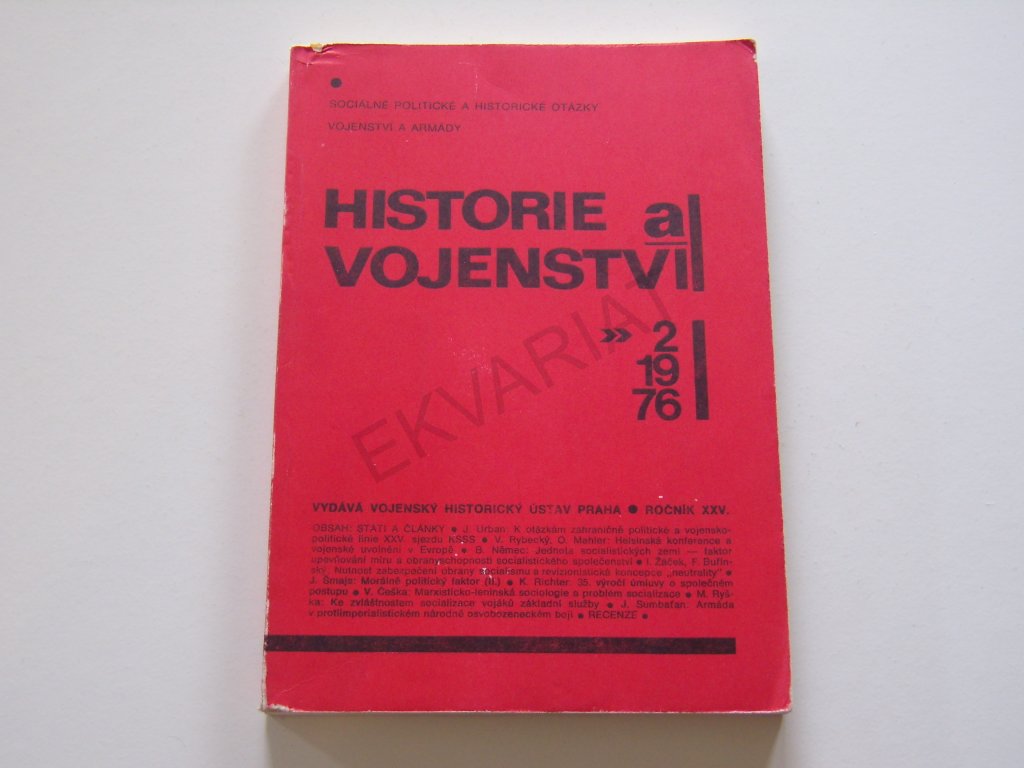 SOCIÁLNĚ POLITICKÉ A HISTORICKÉ OTÁZKY
VOJENSTVÍ A ARMÁDY
HISTORIE a
VOJENSTVÍ
» 2
19
76
EKVARIAT
VYDÁVÁ VOJENSKÝ HISTORICKÝ ÚSTAV PRAHA ● ROČNÍK XXV.
OBSAH: STATI A ČLÁNKY ● J. Urban: K otázkám zahraničně politické a vojensko-
politické linie XXV. sjezdu KSSS ● V. Rybecký, O. Mahler: Helsinská konference a
vojenské uvolnění v Evropě ● B. Němec: Jednota socialistických zemí — faktor
upevňování míru a obranyschopnosti socialistického společenství ● I. Žáček, F. Bufin-
ský: Nutnost zabezpečení obrany socialismu a revizionistická koncepce „neutrality" ●
J. Šmajs: Morálně politický faktor (II.) ● K. Richter: 35. výročí úmluvy o společném
postupu ● V. Češka: Marxisticko-leninská sociologie a problém socializace ● M. Ryš-
ka: Ke zvláštnostem socializace vojáků základní služby ● J. Sumbaťan: Armáda
v protiimperialistickém národně osvobozeneckém boji ● RECENZE ●